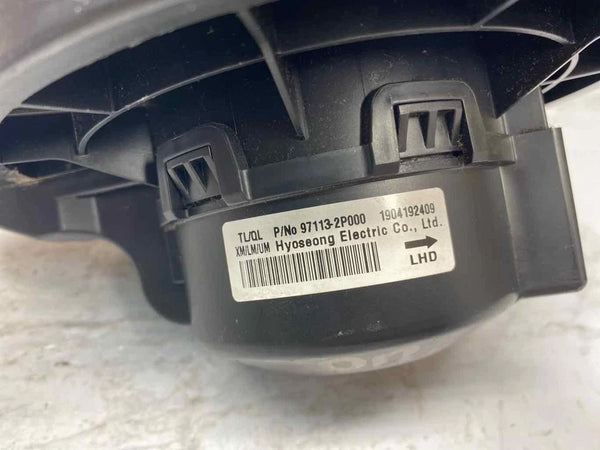 TL/QL P/No 97113-2P000 1904192409
XM/LM/UM Hyoseong Electric Co., Ltd.
LHD